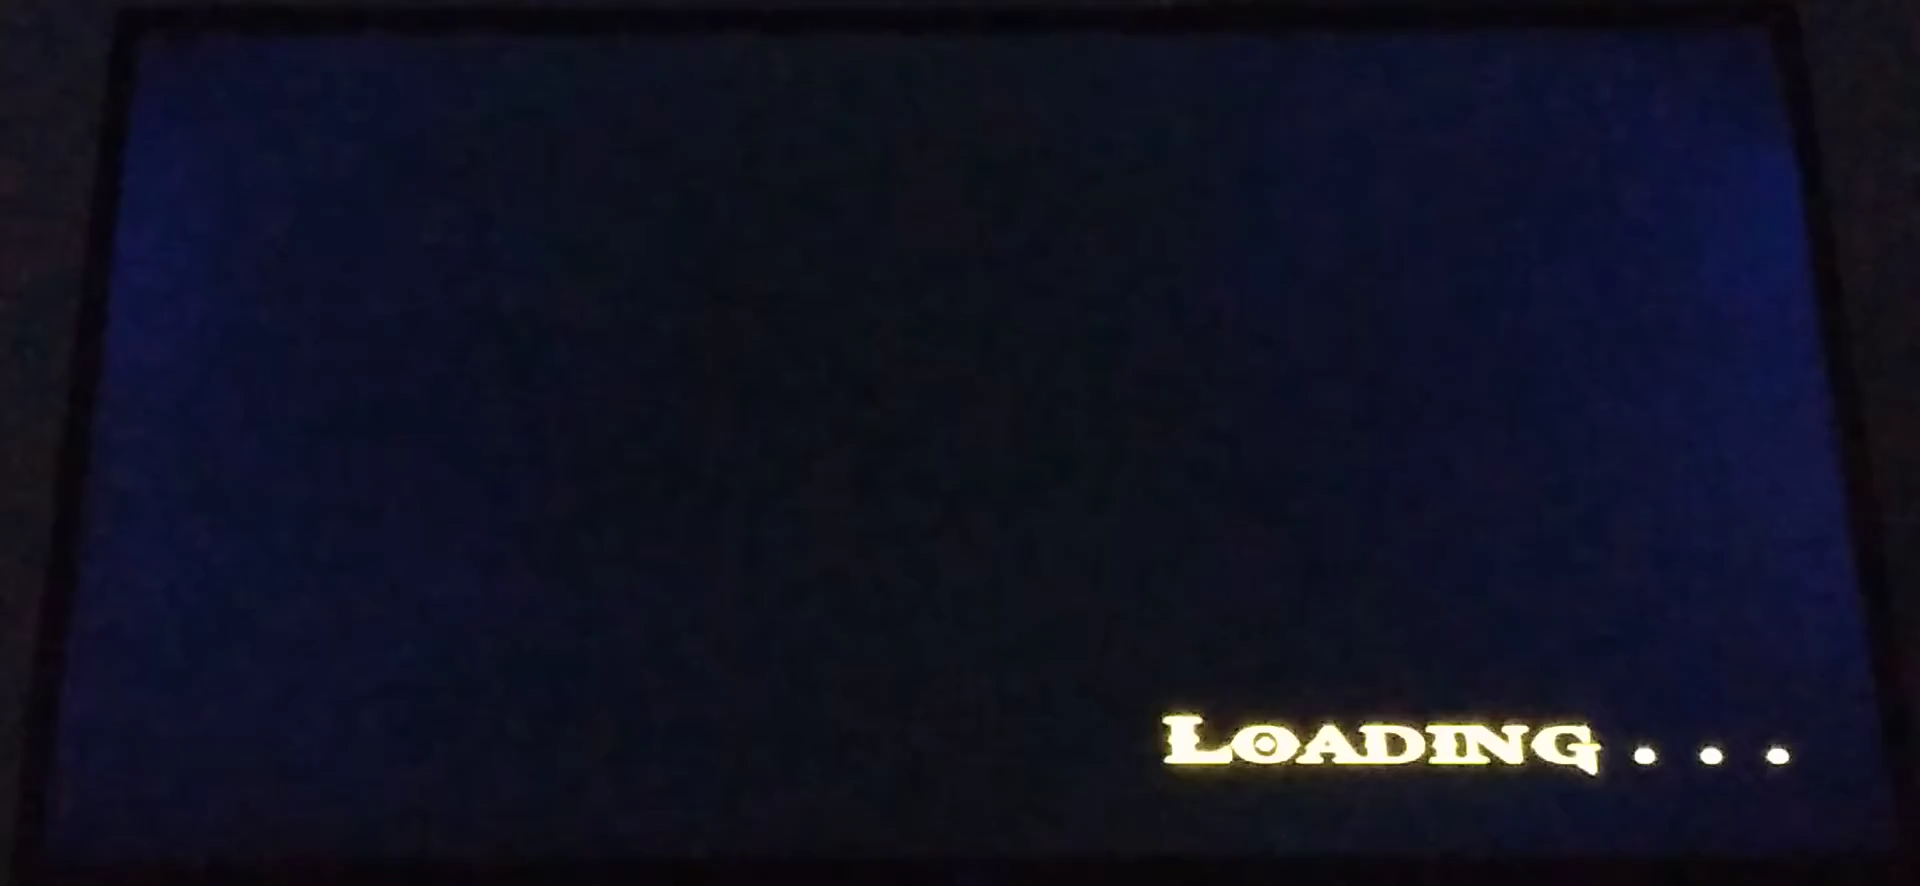 LOADING . . .